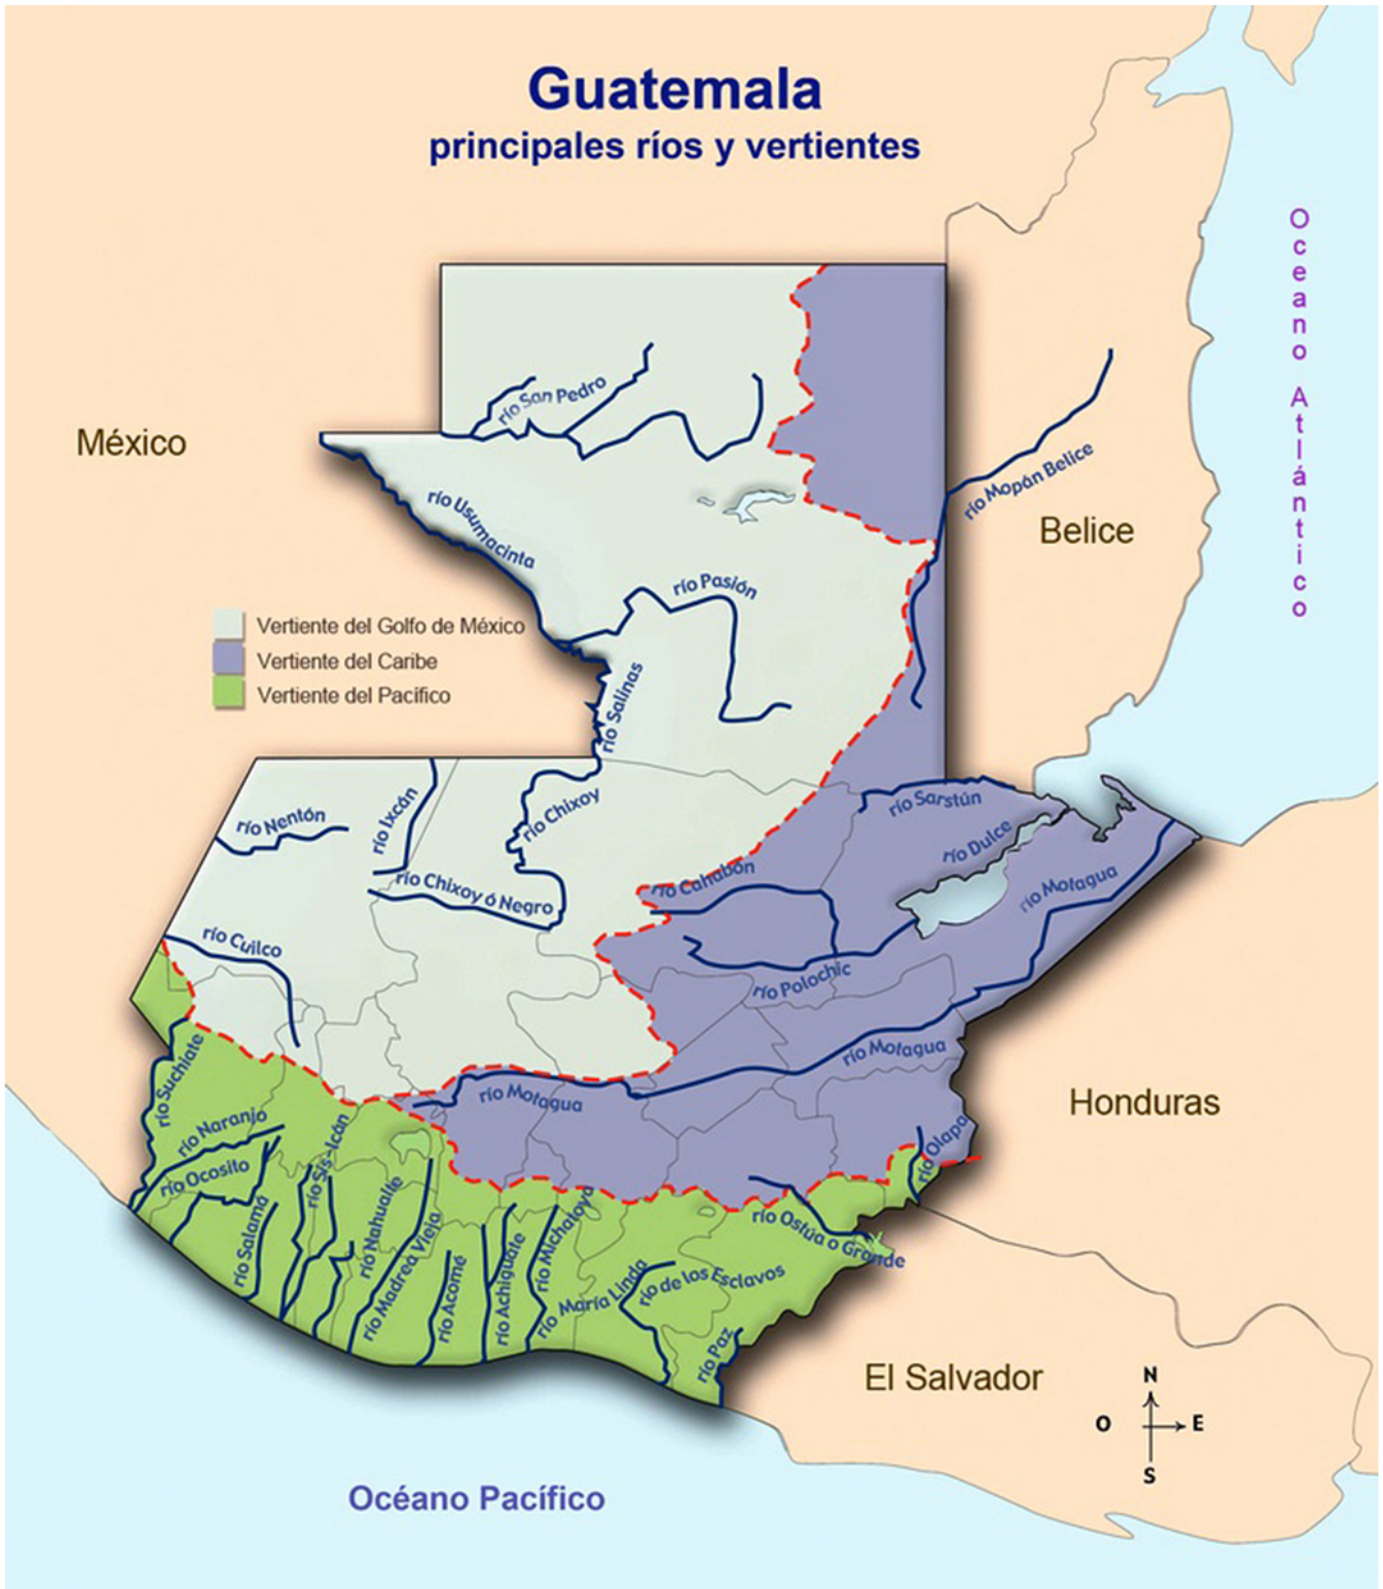 Guatemala
principales ríos y vertientes
Oceano Atlántico
México
río San Pedro
río Usumacinta
río Mopán Belice
Belice
río Pasión
Vertiente del Golfo de México
Vertiente del Caribe
Vertiente del Pacífico
río Salinas
río Nentón
río Ixcán
río Chixoy
río Sarstún
río Dulce
río Cahabón
río Chixoy ó Negro
río Motagua
río Cuilco
río Polochic
río Motagua
río Suchiate
río Motagua
Honduras
río Naranjo
río Sis-Icán
río Olapa
río Ocosito
río Salamá
río Nahualte
río Madrea Vieja
río Acomé
río Achiguate
río Michatoya
río Ostúa o Grande
río María Linda
río de los Esclavos
río Paz
El Salvador
N
O E
S
Océano Pacífico